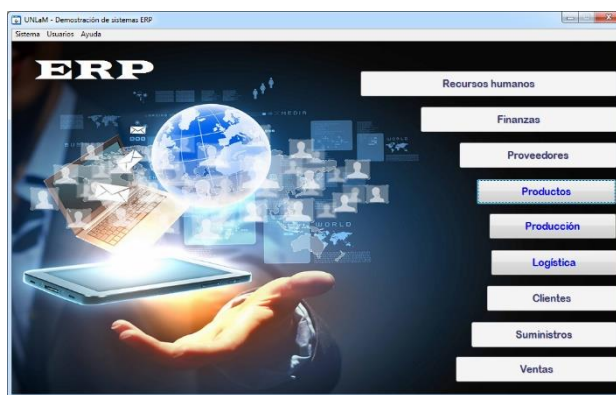 UNLaM - Demostración de sistemas ERP
Sistema Usuarios Ayuda
ERP
Recursos humanos
Finanzas
Proveedores
Productos
Producción
Logística
Clientes
Suministros
Ventas
WORLD